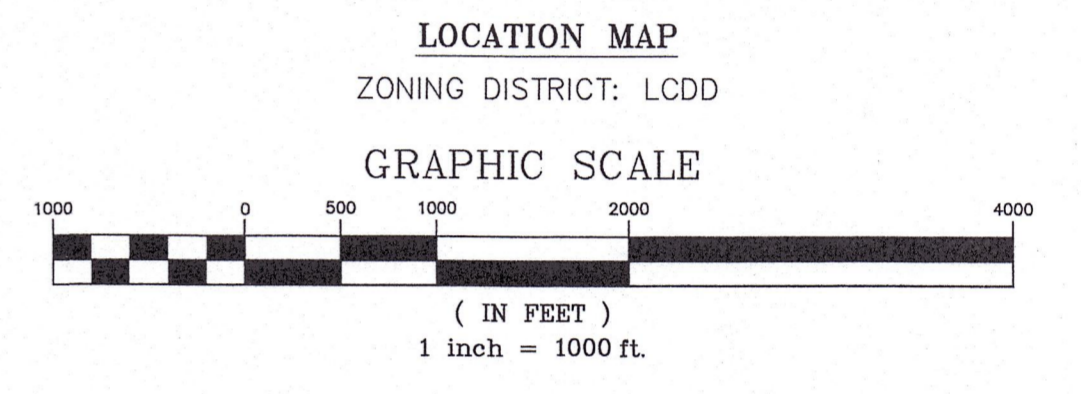 LOCATION MAP
ZONING DISTRICT: LCDD
GRAPHIC SCALE
1000 0 500 1000 2000 4000
( IN FEET )
1 inch = 1000 ft.